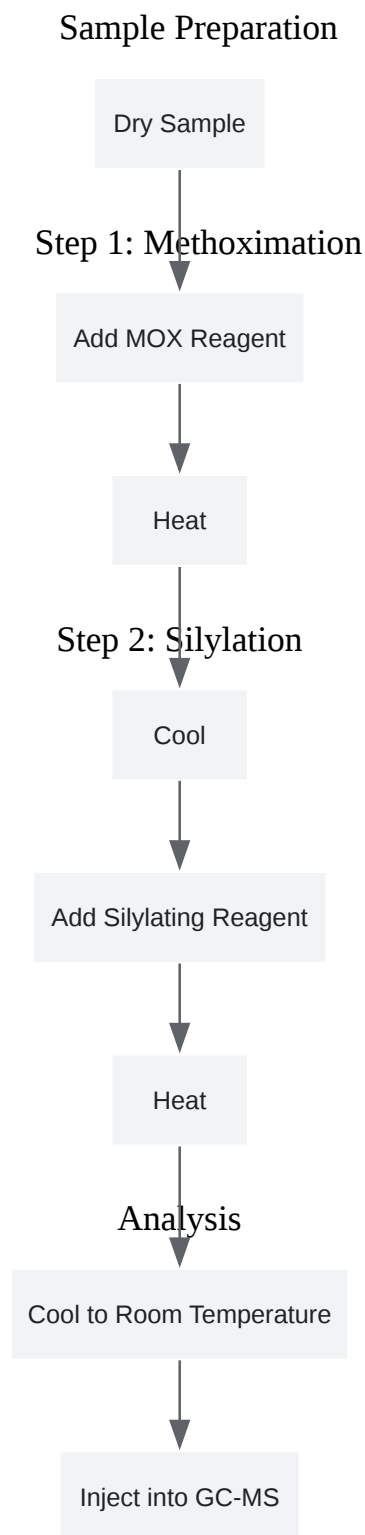 Sample Preparation
Dry Sample
Step 1: Methoximation
Add MOX Reagent
Heat
Step 2: Silylation
Cool
Add Silylating Reagent
Heat
Analysis
Cool to Room Temperature
Inject into GC-MS